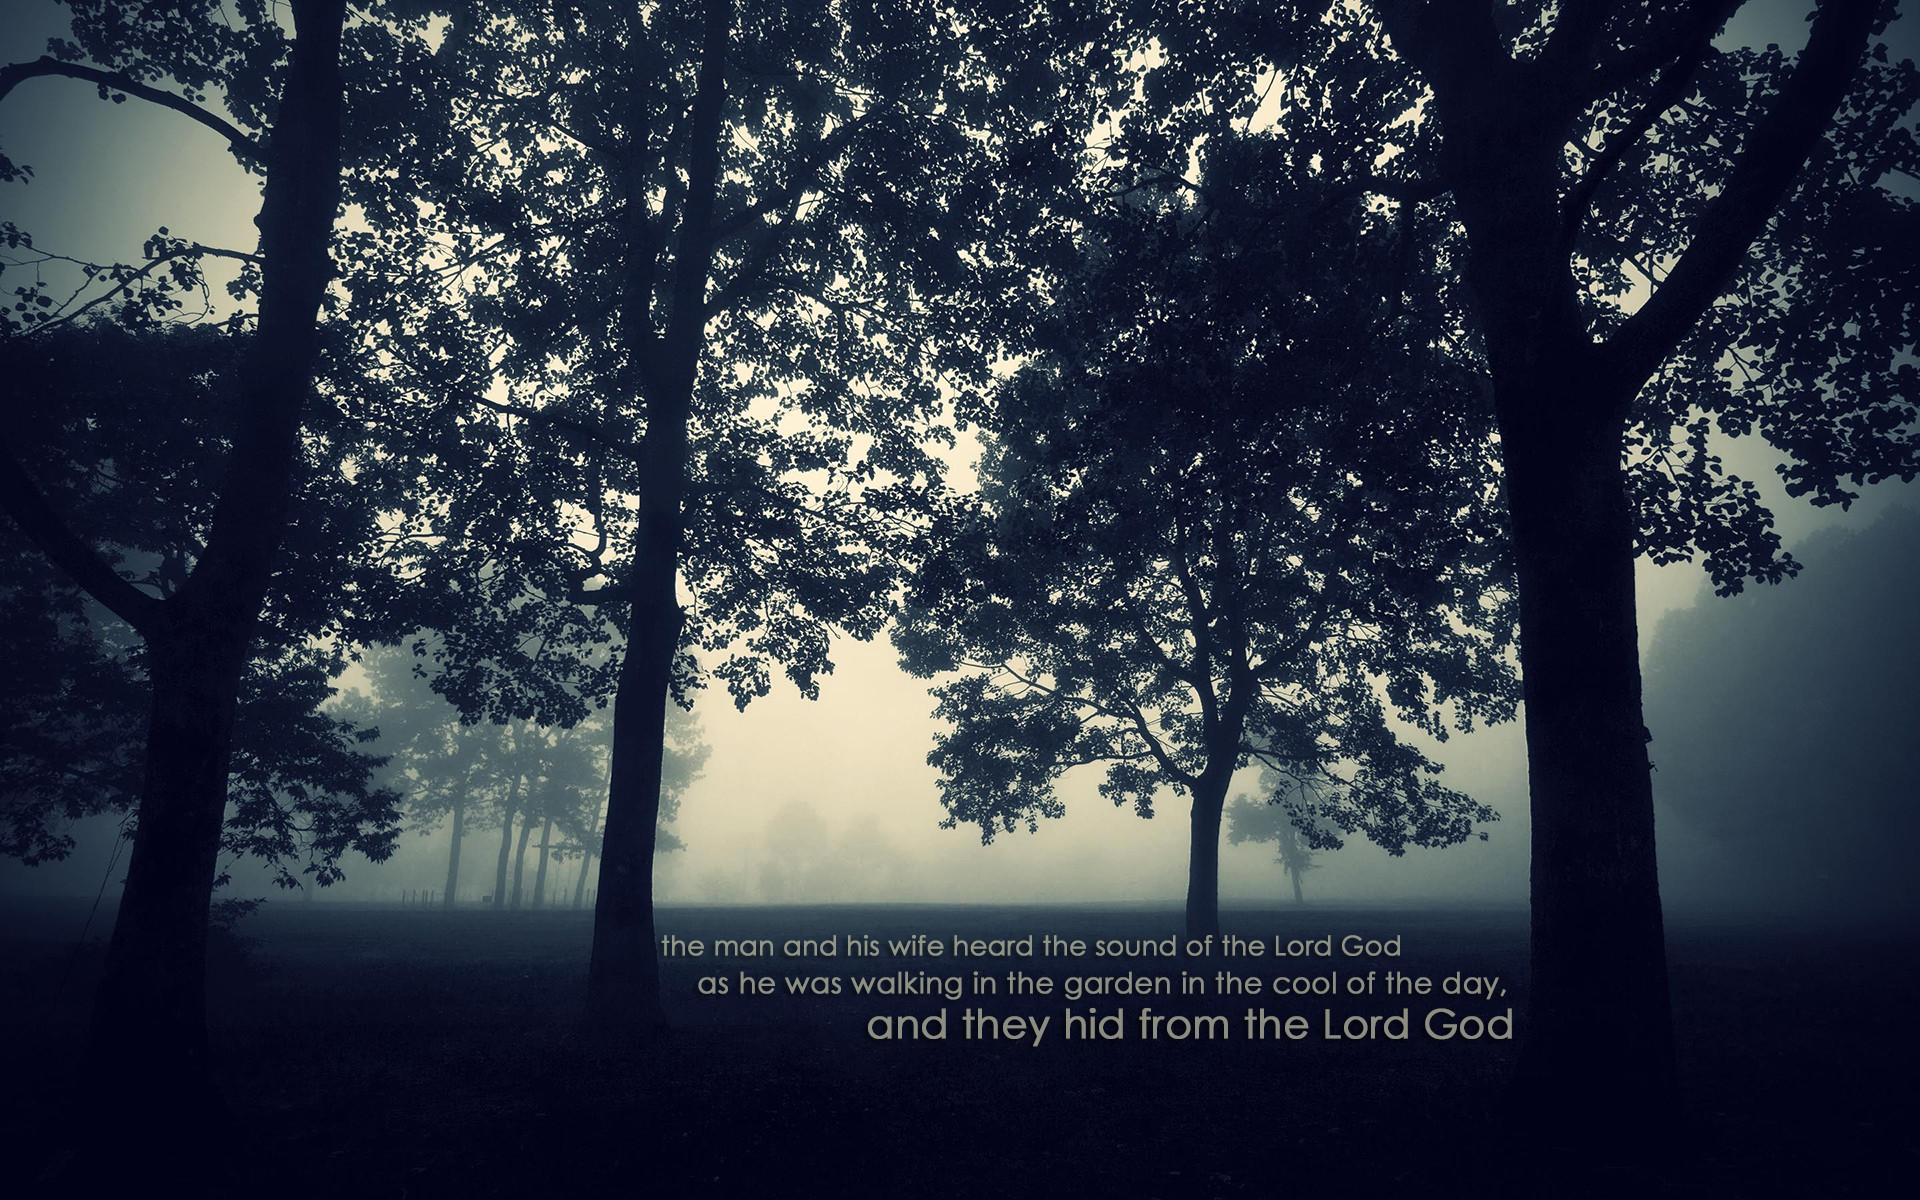 the man and his wife heard the sound of the Lord God
as he was walking in the garden in the cool of the day,
and they hid from the Lord God